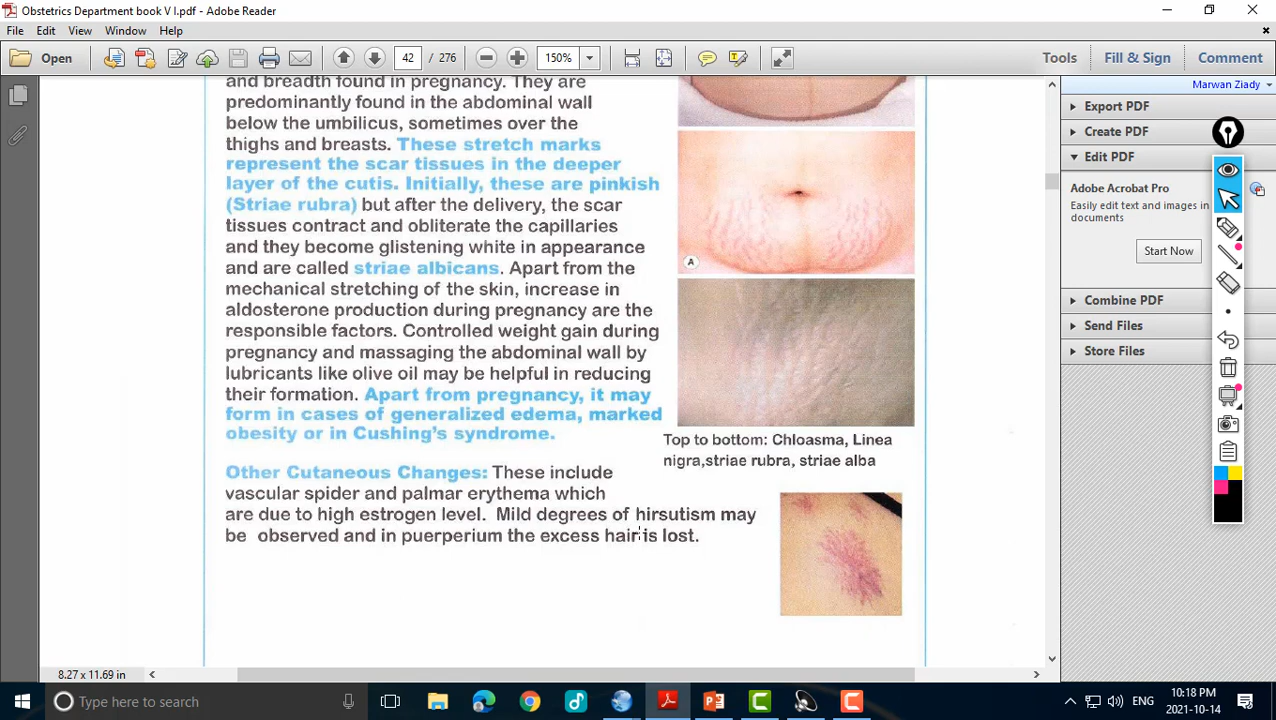 Obstetrics Department book V I.pdf - Adobe Reader
File Edit View Window Help
Open 42 / 276 150% Tools Fill & Sign Comment
Marwan Ziady
Export PDF
Create PDF
Edit PDF
Adobe Acrobat Pro
Easily edit text and images in
documents
Start Now
Combine PDF
Send Files
Store Files
and breadth found in pregnancy. They are
predominantly found in the abdominal wall
below the umbilicus, sometimes over the
thighs and breasts. These stretch marks
represent the scar tissues in the deeper
layer of the cutis. Initially, these are pinkish
(Striae rubra) but after the delivery, the scar
tissues contract and obliterate the capillaries
and they become glistening white in appearance
and are called striae albicans. Apart from the
mechanical stretching of the skin, increase in
aldosterone production during pregnancy are the
responsible factors. Controlled weight gain during
pregnancy and massaging the abdominal wall by
lubricants like olive oil may be helpful in reducing
their formation. Apart from pregnancy, it may
form in cases of generalized edema, marked
obesity or in Cushing's syndrome.
A
Top to bottom: Chloasma, Linea
nigra,striae rubra, striae alba
Other Cutaneous Changes: These include
vascular spider and palmar erythema which
are due to high estrogen level. Mild degrees of hirsutism may
be observed and in puerperium the excess hair is lost.
8.27 x 11.69 in
Type here to search
ENG
10:18 PM
2021-10-14